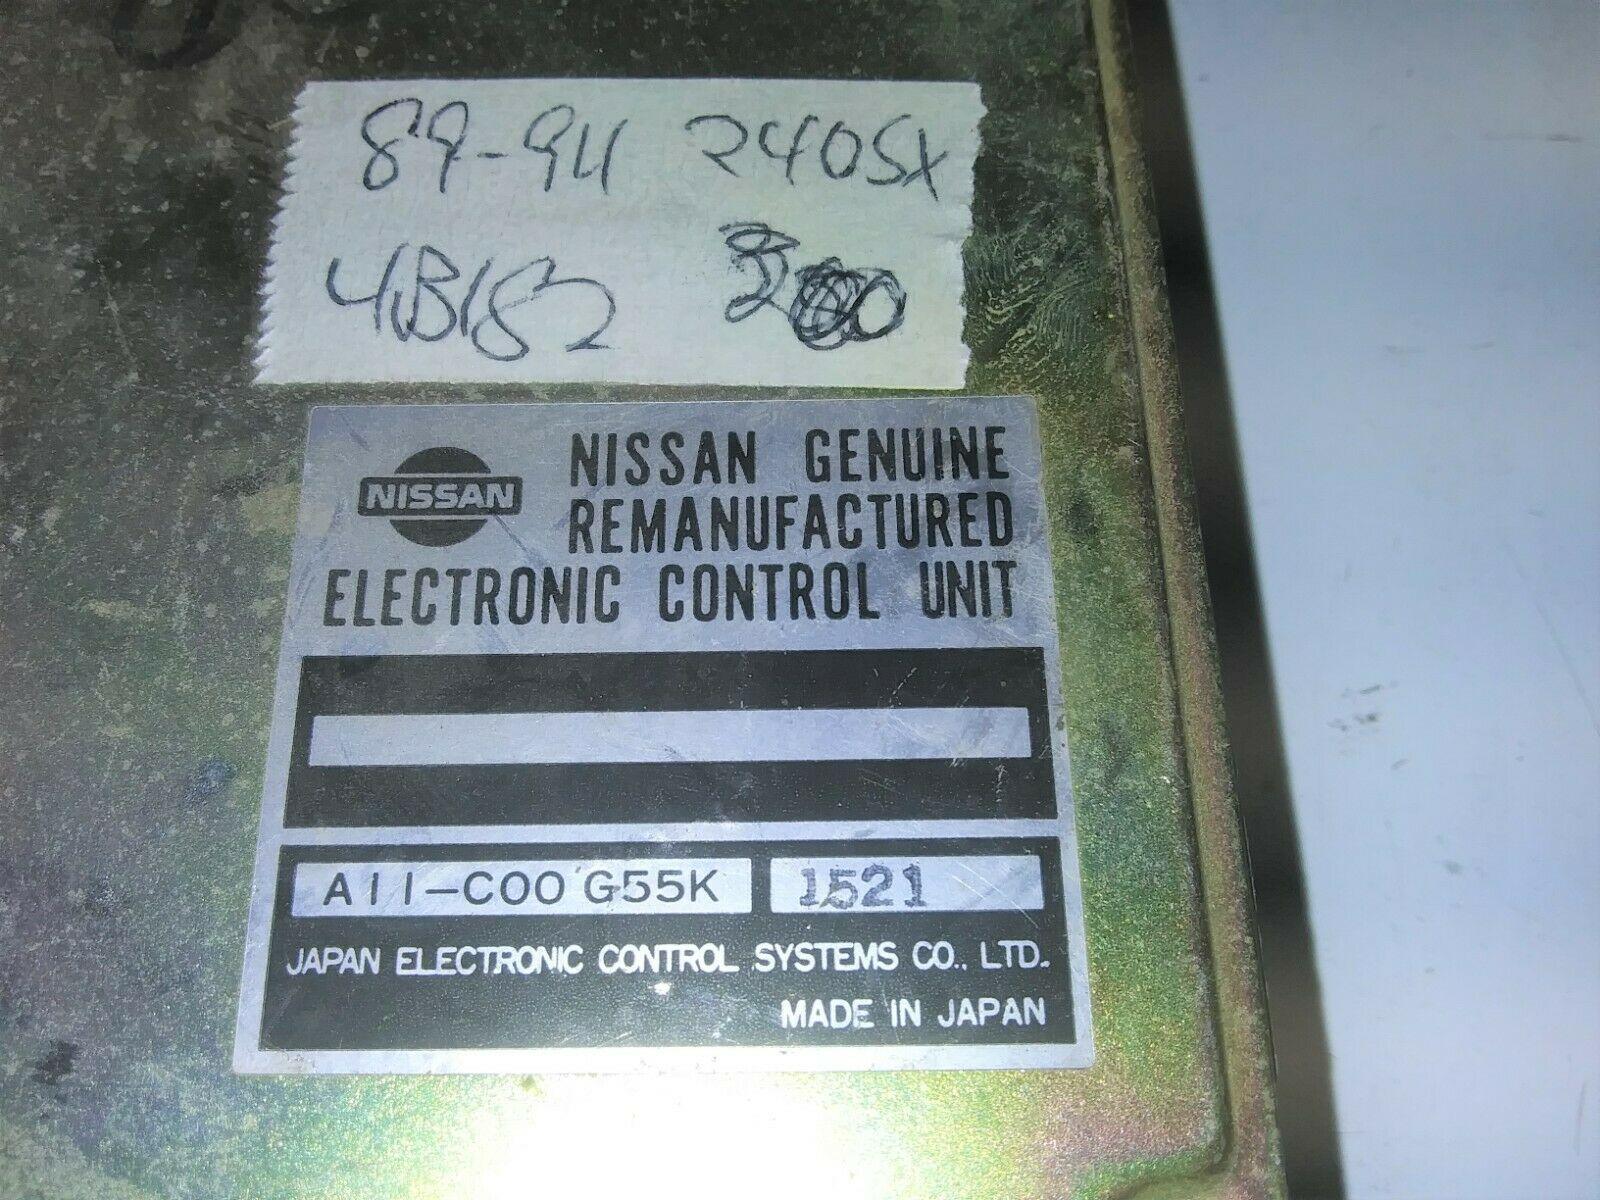 89-94 240SX
4B182
NISSAN
NISSAN GENUINE
REMANUFACTURED
ELECTRONIC CONTROL UNIT
A11-C00 G55K 1521
JAPAN ELECTRONIC CONTROL SYSTEMS CO., LTD.
MADE IN JAPAN